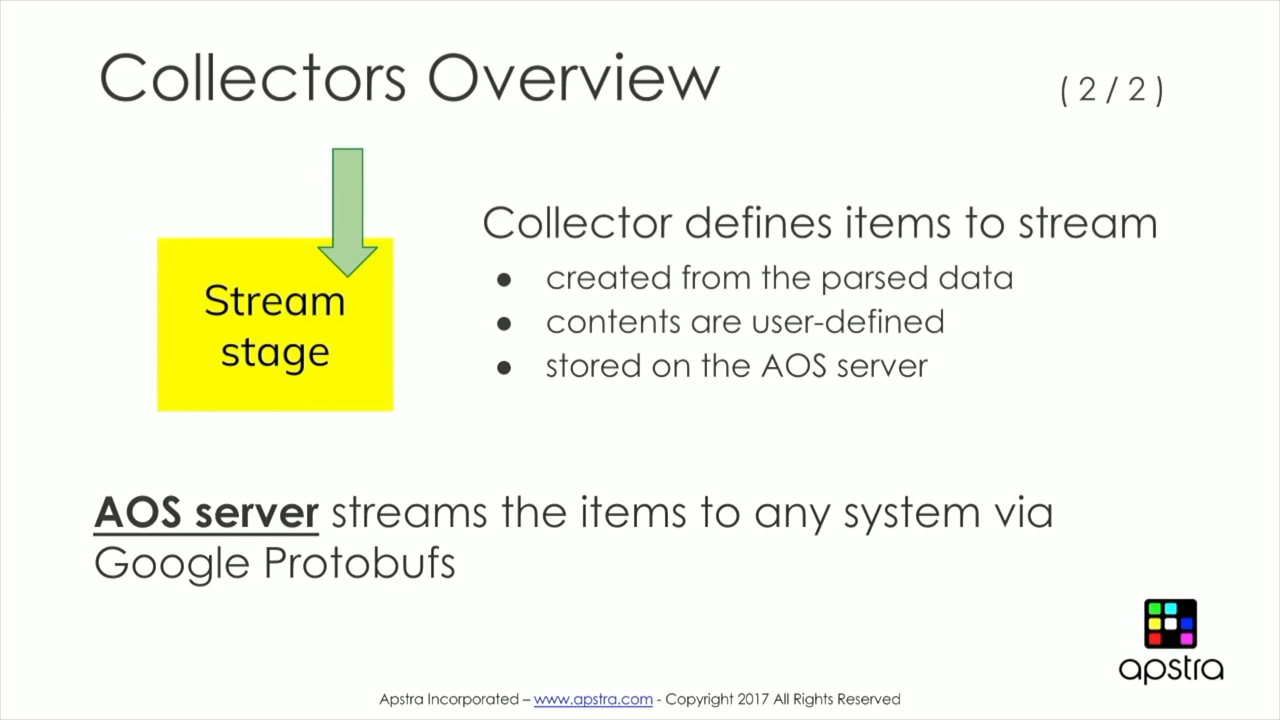 Collectors Overview
( 2 / 2 )
Stream
stage
Collector defines items to stream
● created from the parsed data
● contents are user-defined
● stored on the AOS server
AOS server streams the items to any system via
Google Protobufs
apstra
Apstra Incorporated – www.apstra.com - Copyright 2017 All Rights Reserved